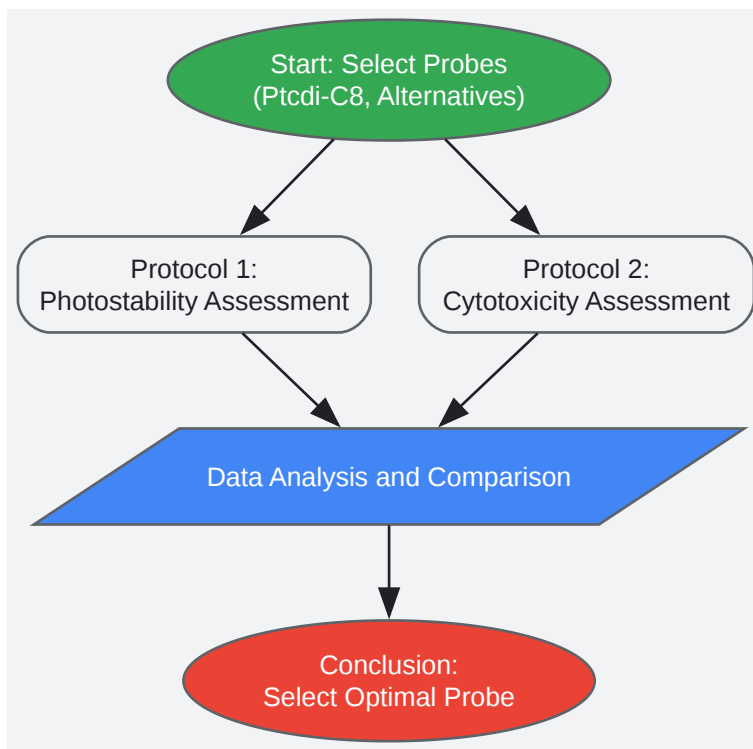 Start: Select Probes
(Ptcdi-C8, Alternatives)
Protocol 1:
Photostability Assessment
Protocol 2:
Cytotoxicity Assessment
Data Analysis and Comparison
Conclusion:
Select Optimal Probe